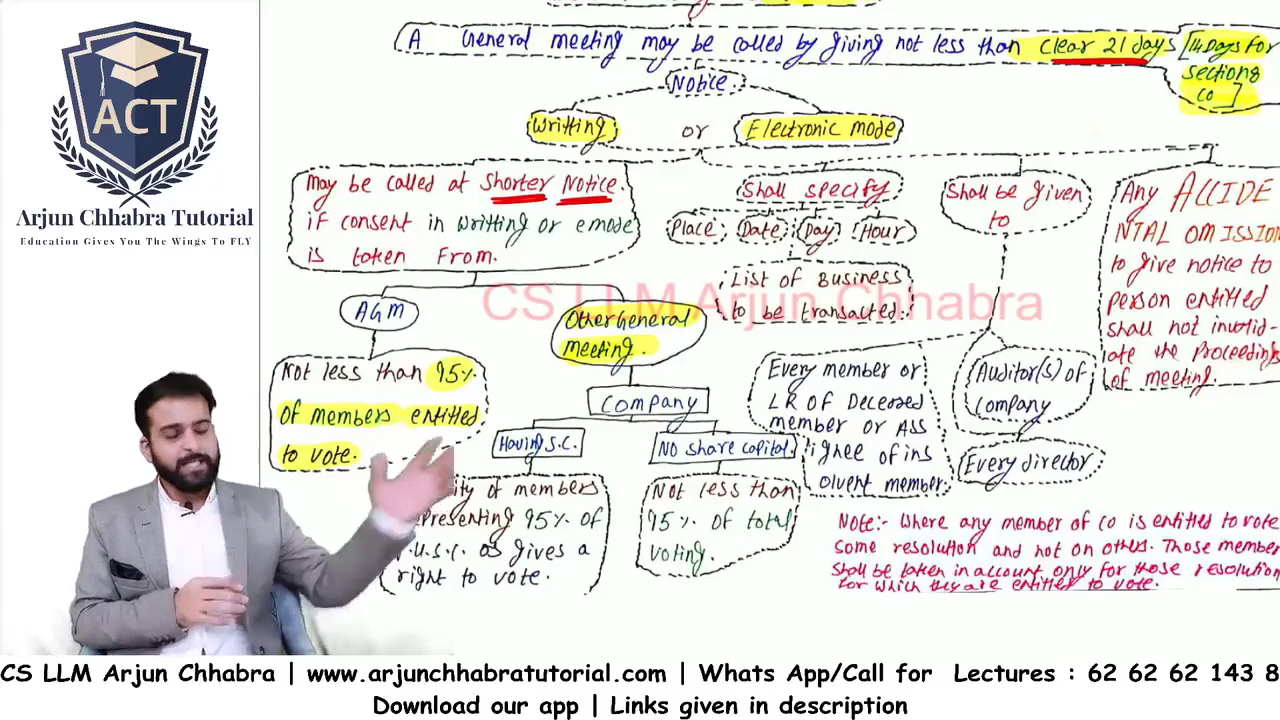 A General meeting may be called by giving not less than clear 21 days [14 Days for
sections
co]
Notice.
Writting or Electronic mode
May be called at Shorter Notice.
if consent in writting or emode
is taken From.
AGM
Not less than 95%
of members entitled
to vote.
Other General
meeting.
Company
Having S.C.
members
presenting 95% of
U.S.C. as gives a
right to vote.
NO share capital.
Not less than
95% of total
voting.
Shall specify
Place Date Day Hour
List of Business
to be transacted.
Shall be given
to
Every member or
LR of Decessed
member or Ass
ignee of ins
olvent member
Auditor(s) of
company
Every director
Any ACCIDE
NTAL OMISSION
to give notice to
person entitled
shall not invalid-
ate the Proceedings
of meeting.
Note:- Where any member of co is entitled to vote
some resolution and not on others. Those member
shall be taken in account only for those resolution
for which they are entitled to vote.
CS LLM Arjun Chhabra
ACT
Arjun Chhabra Tutorial
Education Gives You The Wings To FLY
CS LLM Arjun Chhabra | www.arjunchhabratutorial.com | Whats App/Call for Lectures : 62 62 62 143 8
Download our app | Links given in description